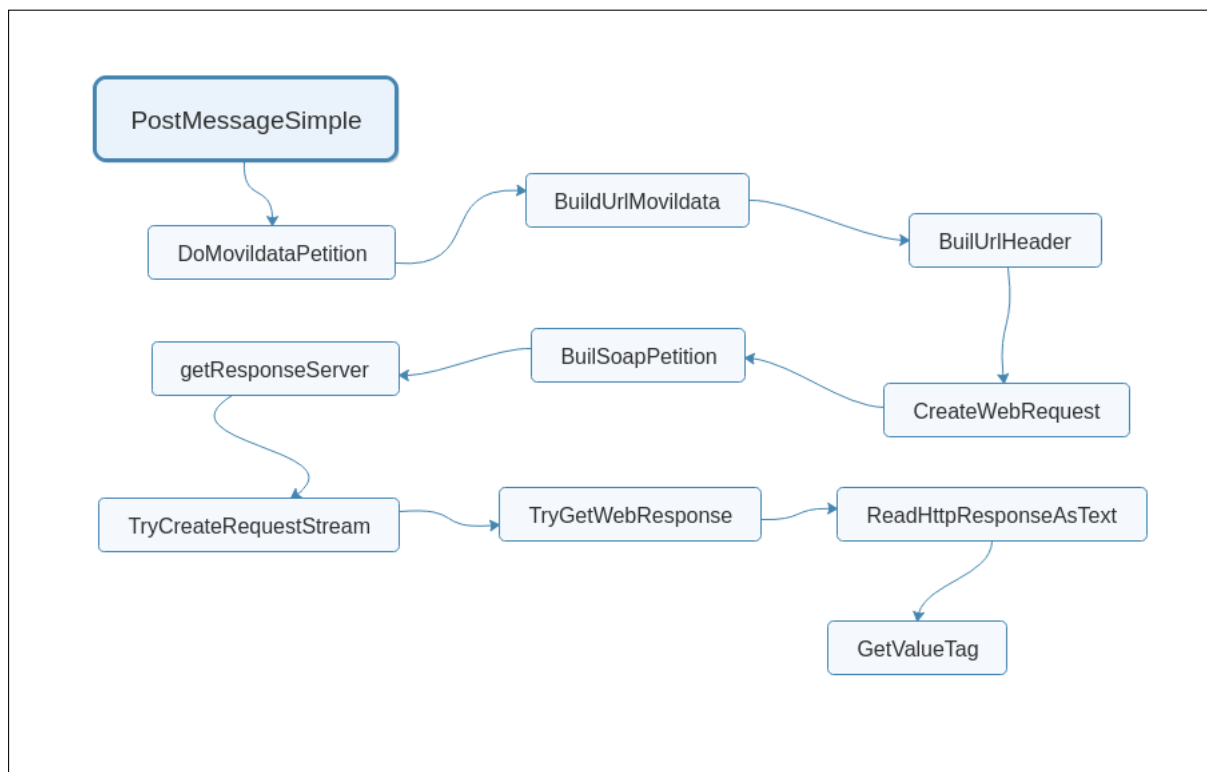 PostMessageSimple
DoMovildataPetition
BuildUrlMovildata
BuilUrlHeader
CreateWebRequest
BuilSoapPetition
getResponseServer
TryCreateRequestStream
TryGetWebResponse
ReadHttpResponseAsText
GetValueTag